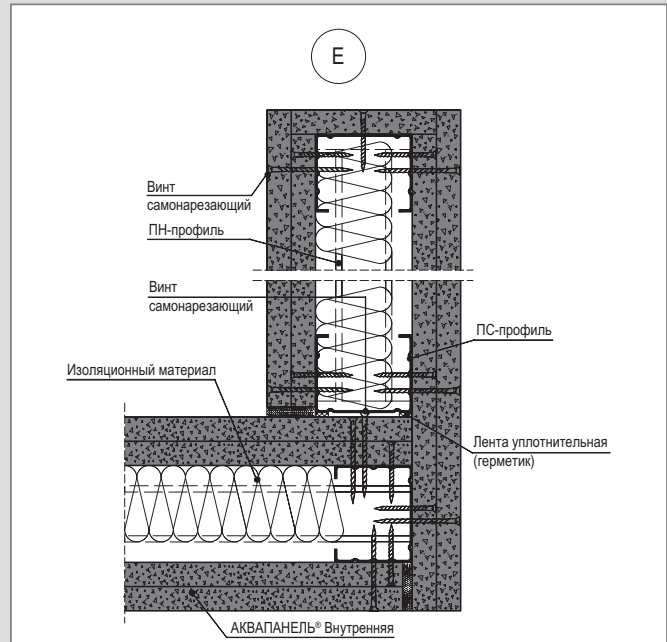 E
Винт
самонарезающий
ПН-профиль
Винт
самонарезающий
ПС-профиль
Изоляционный материал
Лента уплотнительная
(герметик)
АКВАПАНЕЛЬ® Внутренняя